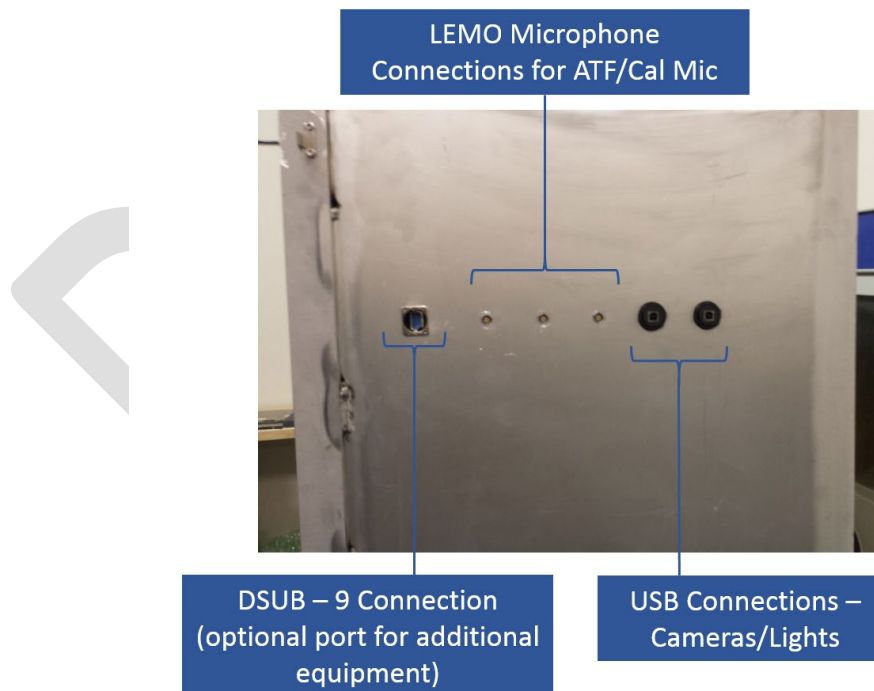 LEMO Microphone
Connections for ATF/Cal Mic
DSUB – 9 Connection
(optional port for additional
equipment)
USB Connections –
Cameras/Lights